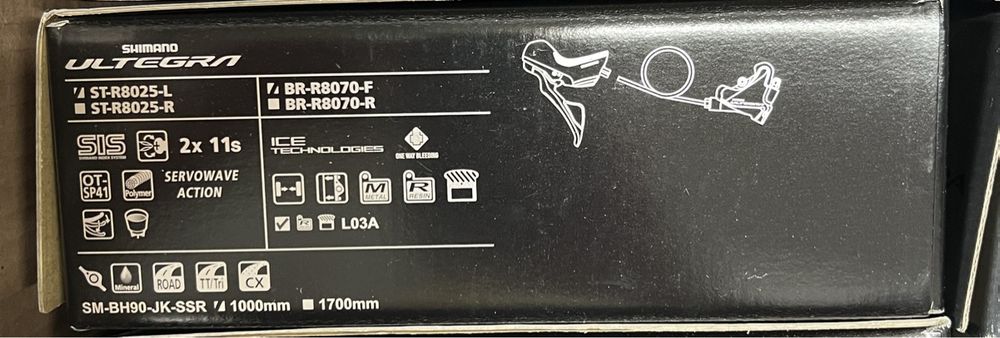 SHIMANO
ULTEGRA
ST-R8025-L
ST-R8025-R
BR-R8070-F
BR-R8070-R
SIS
SHIMANO INDEX SYSTEM
2x 11s
ICE
TECHNOLOGIES
ONE WAY BLEEDING
OT-
SP41
Polymer
SERVOWAVE
ACTION
M
METAL
R
RESIN
R
L03A
Mineral
ROAD
TT/Tri
CX
SM-BH90-JK-SSR 1000mm 1700mm